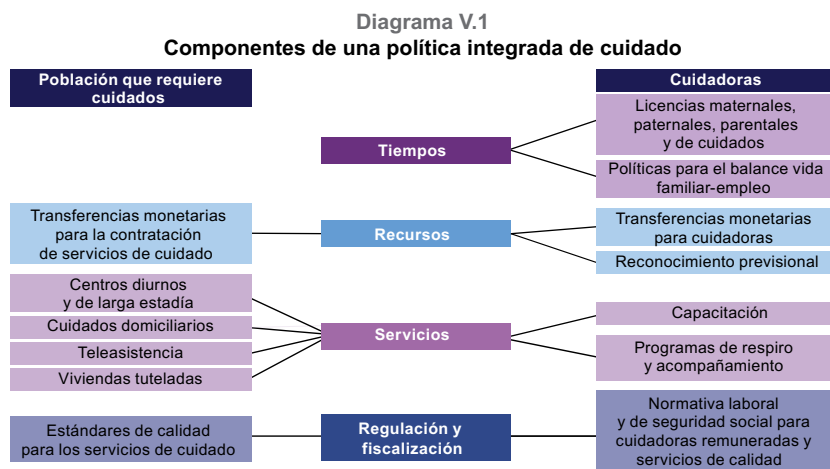 Diagrama V.1
Componentes de una política integrada de cuidado
Población que requiere
cuidados
Cuidadoras
Tiempos
Licencias maternales,
paternales, parentales
y de cuidados
Políticas para el balance vida
familiar-empleo
Transferencias monetarias
para la contratación
de servicios de cuidado
Recursos
Transferencias monetarias
para cuidadoras
Reconocimiento previsional
Centros diurnos
y de larga estadía
Cuidados domiciliarios
Teleasistencia
Viviendas tuteladas
Servicios
Capacitación
Programas de respiro
y acompañamiento
Estándares de calidad
para los servicios de cuidado
Regulación y
fiscalización
Normativa laboral
y de seguridad social para
cuidadoras remuneradas y
servicios de calidad